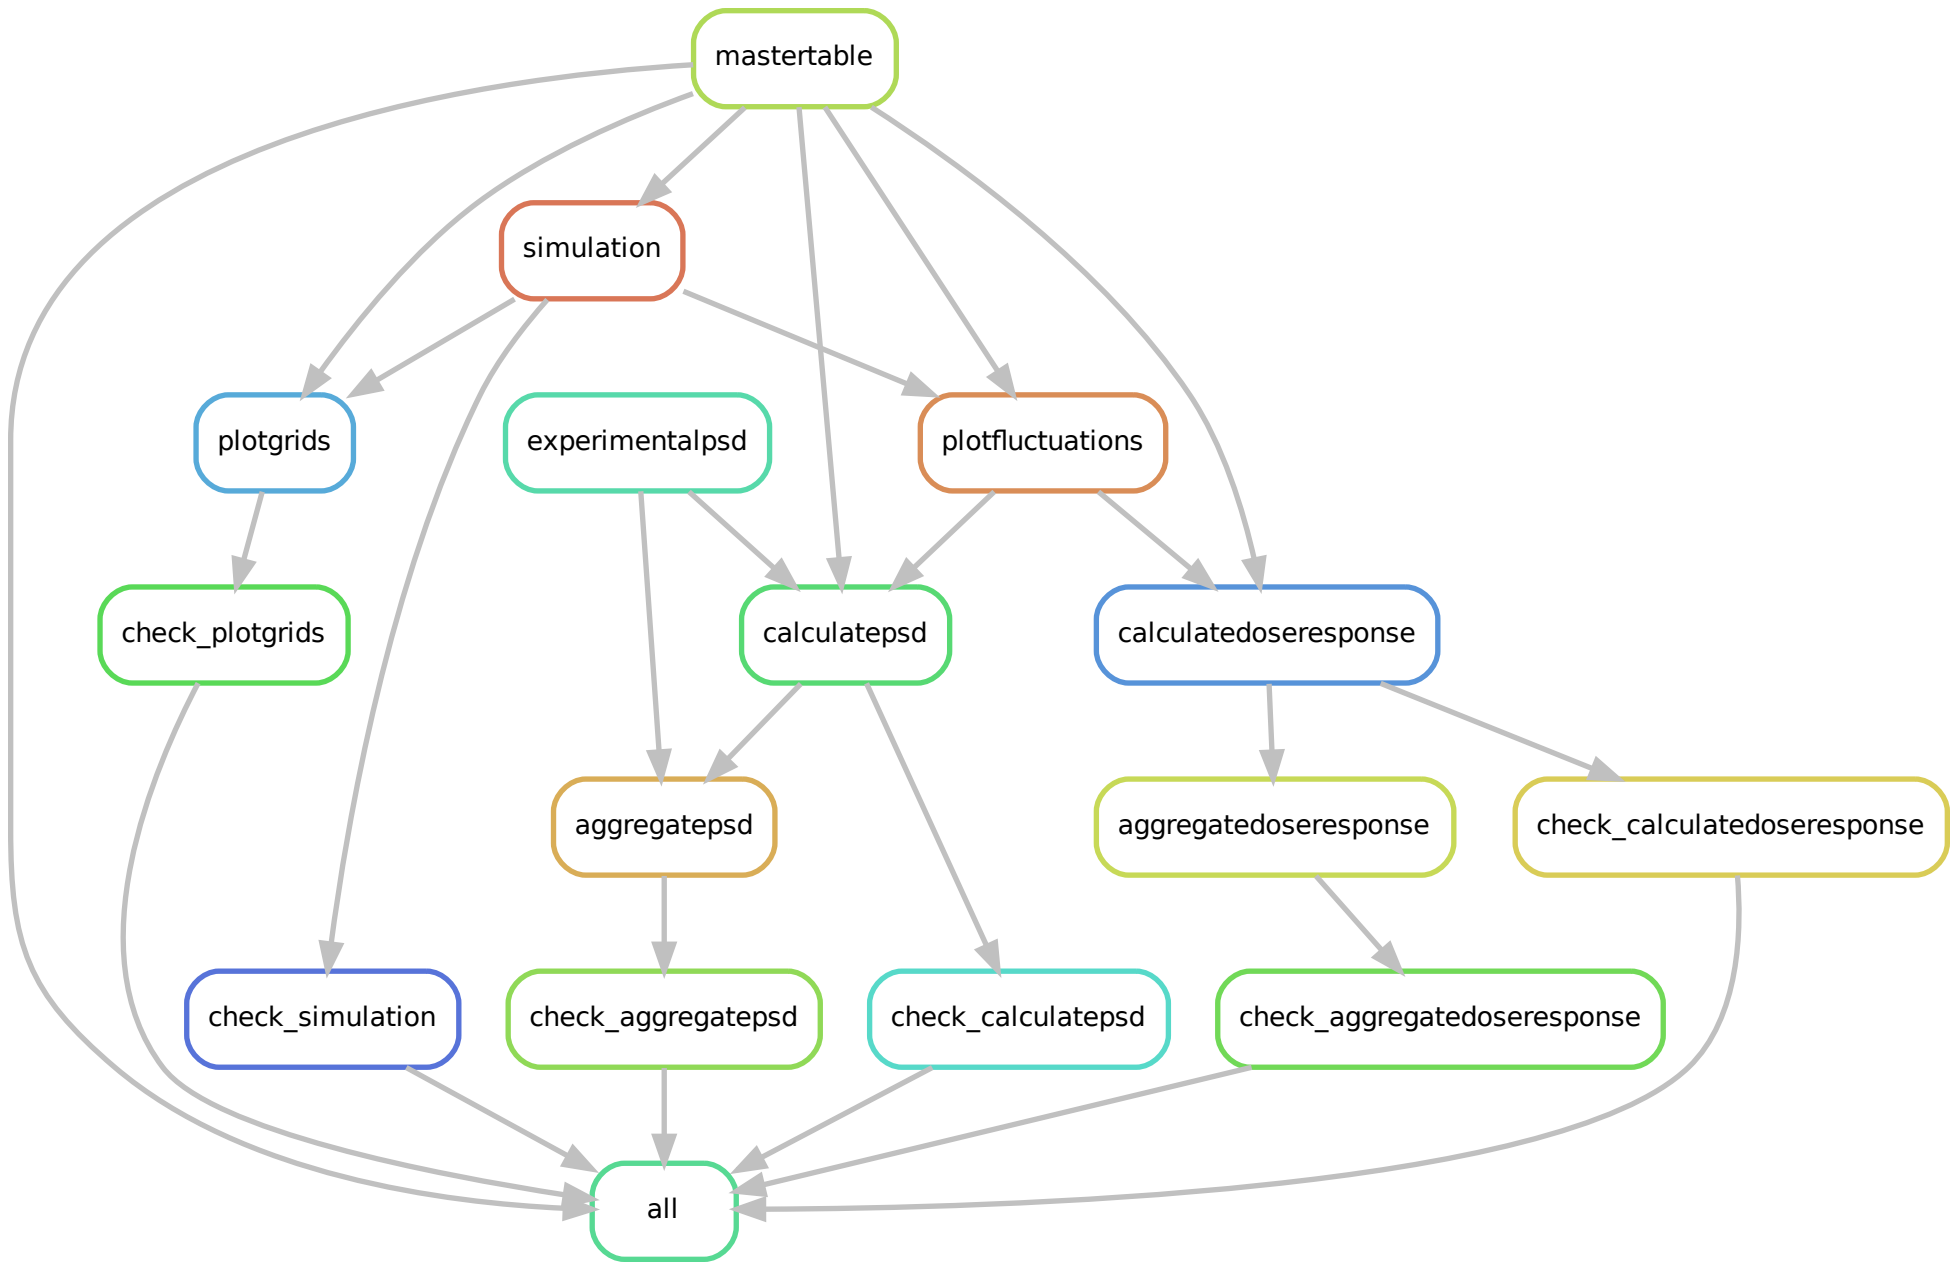 mastertable
simulation
plotgrids
experimentalpsd
plotfluctuations
check_plotgrids
calculatepsd
calculatedoseresponse
aggregatepsd
aggregatedoseresponse
check_calculatedoseresponse
check_simulation
check_aggregatepsd
check_calculatepsd
check_aggregatedoseresponse
all